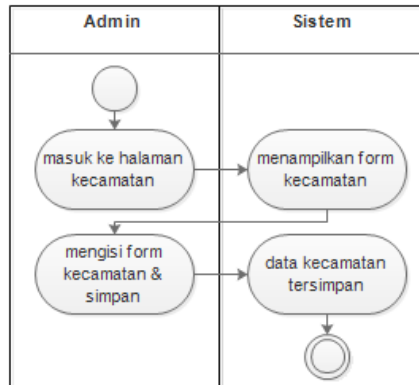 Admin
Sistem
masuk ke halaman
kecamatan
menampilkan form
kecamatan
mengisi form
kecamatan &
simpan
data kecamatan
tersimpan